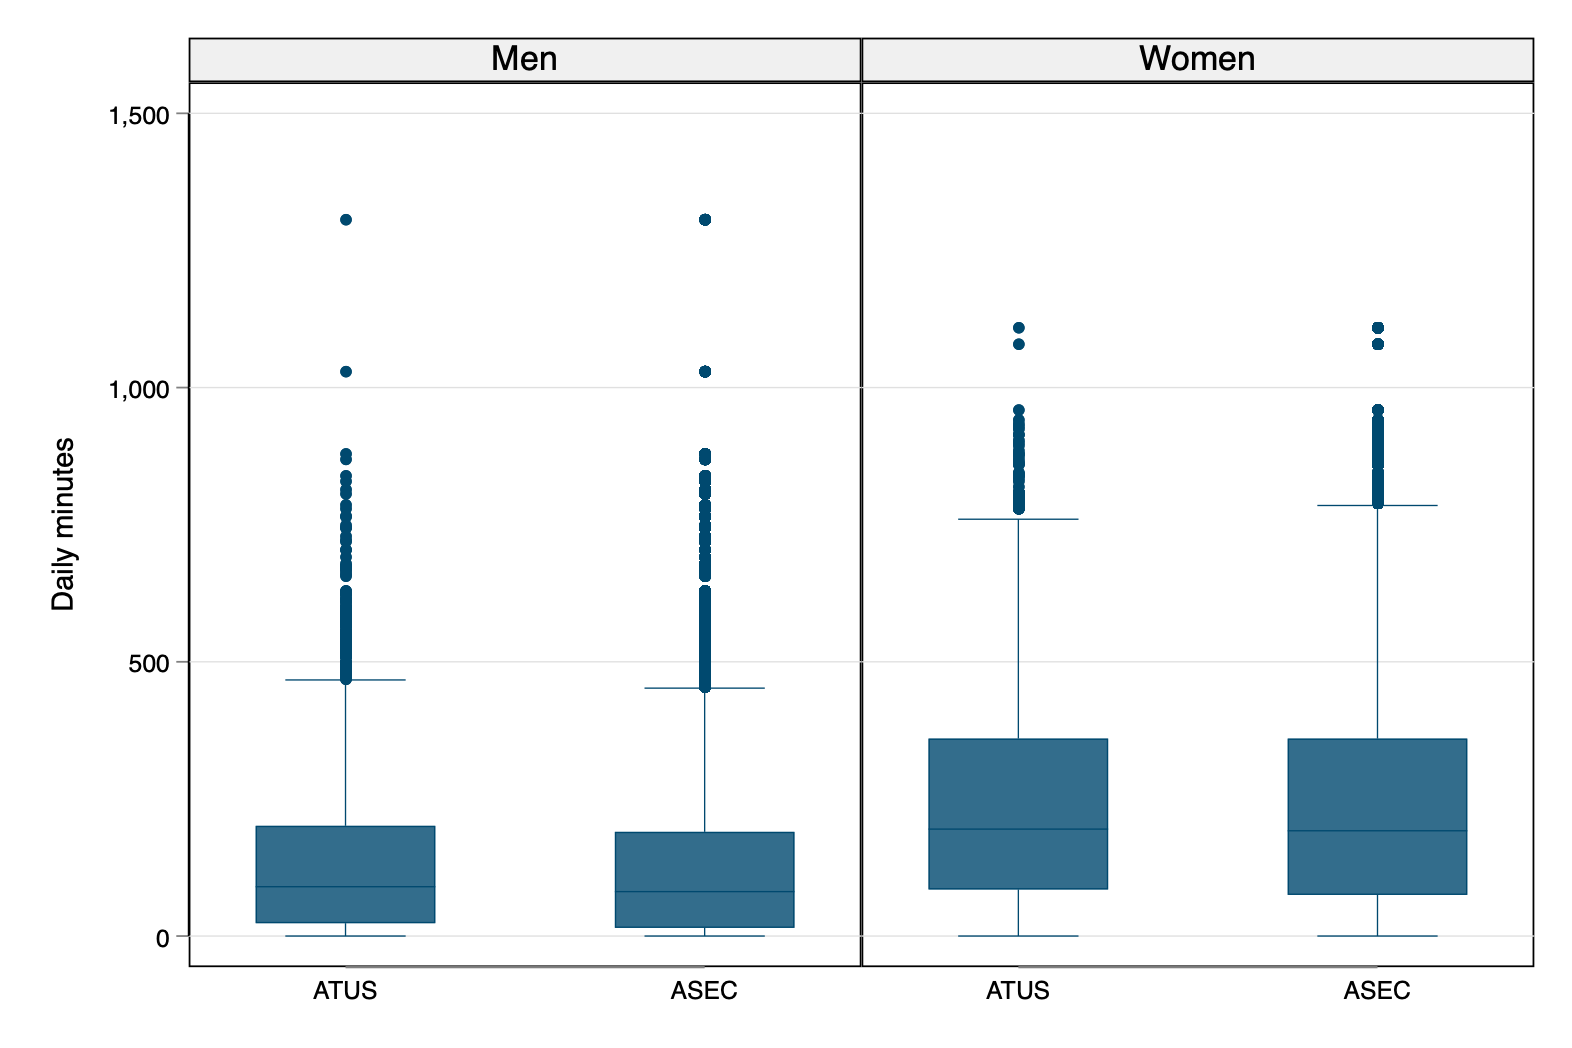 Men
Women
1,500
1,000
500
0
Daily minutes
ATUS
ASEC
ATUS
ASEC